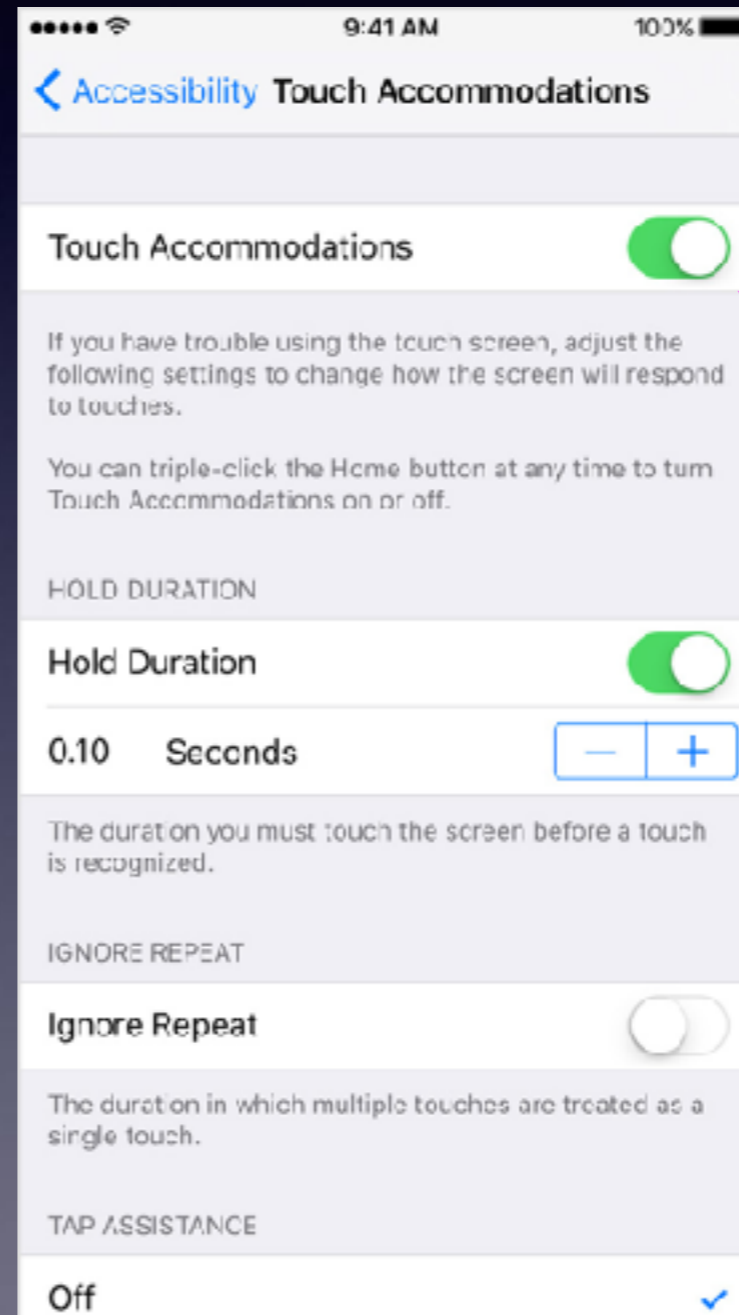 9:41 AM
100%
Accessibility Touch Accommodations
Touch Accommodations
If you have trouble using the touch screen, adjust the
following settings to change how the screen will respond
to touches.
You can triple-click the Home button at any time to turn
Touch Accommodations on or off.
HOLD DURATION
Hold Duration
0.10 Seconds
The duration you must touch the screen before a touch
is recognized.
IGNORE REPEAT
Ignore Repeat
The duration in which multiple touches are treated as a
single touch.
TAP ASSISTANCE
Off